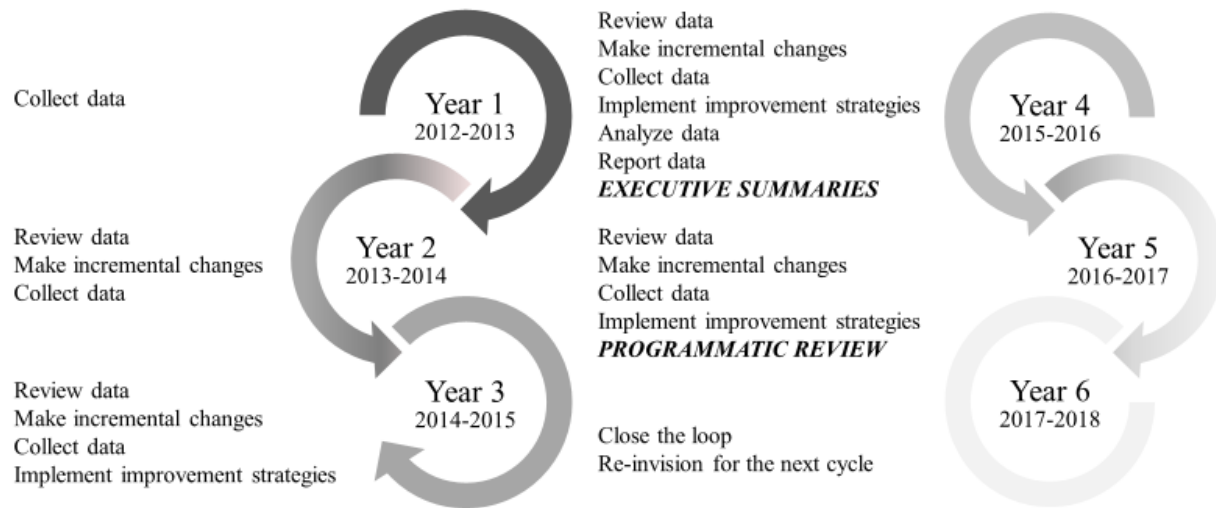 Collect data
Year 1
2012-2013
Review data
Make incremental changes
Collect data
Year 2
2013-2014
Review data
Make incremental changes
Collect data
Implement improvement strategies
Year 3
2014-2015
Review data
Make incremental changes
Collect data
Implement improvement strategies
Analyze data
Report data
EXECUTIVE SUMMARIES
Year 4
2015-2016
Review data
Make incremental changes
Collect data
Implement improvement strategies
PROGRAMMATIC REVIEW
Year 5
2016-2017
Close the loop
Re-invision for the next cycle
Year 6
2017-2018